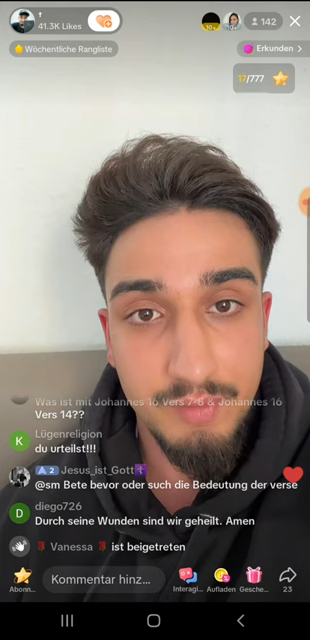 41.3K Likes
142
Wöchentliche Rangliste
Erkunden >
17/777
Was ist mit Johannes 16 Vers 7-8 & Johannes 16
Vers 14??
K
Lügenreligion
du urteilst!!!
2 Jesus_ist_Gott
@sm Bete bevor oder such die Bedeutung der verse
D
diego726
Durch seine Wunden sind wir geheilt. Amen
Vanessa ist beigetreten
Abonn... Kommentar hinz... Interagi... Aufladen Gesche... 23